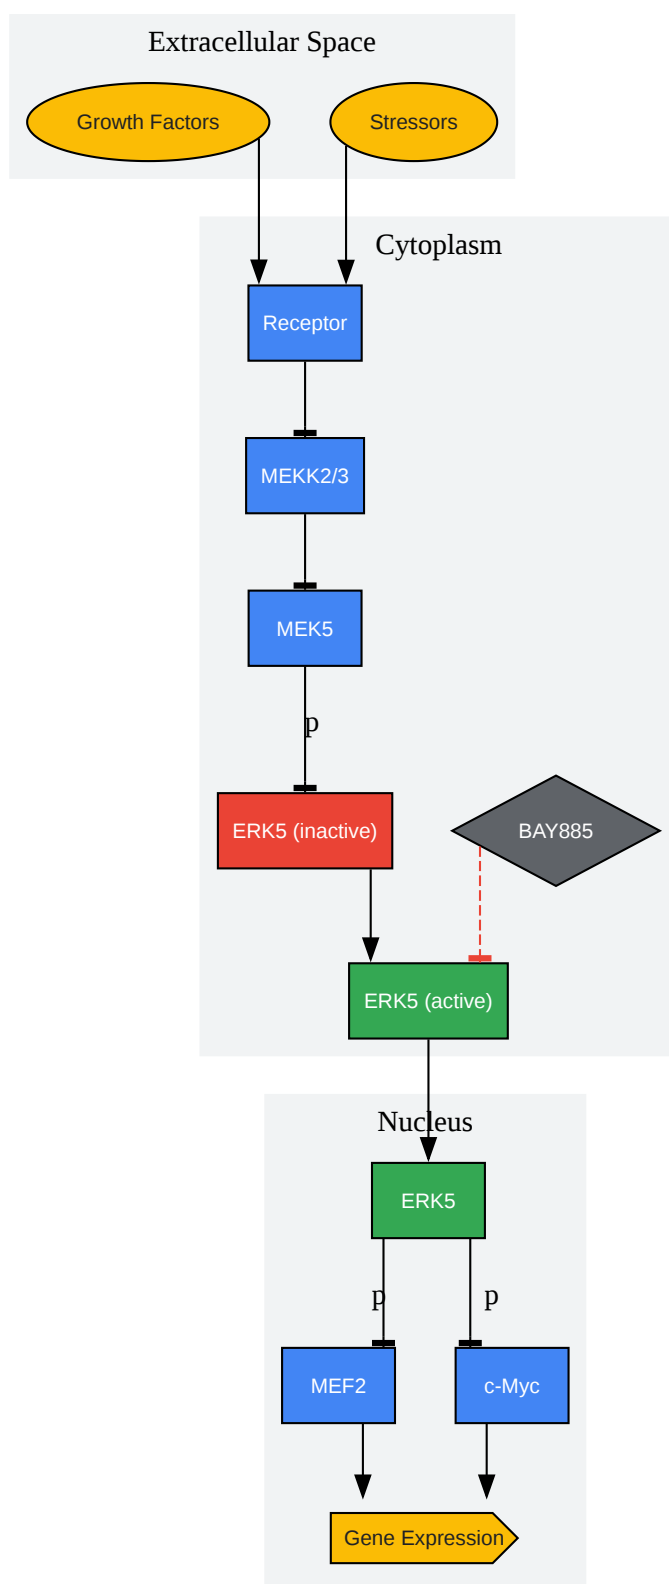 Extracellular Space
Growth Factors
Stressors
Cytoplasm
Receptor
MEKK2/3
MEK5
p
ERK5 (inactive)
BAY885
ERK5 (active)
Nucleus
ERK5
p
p
MEF2
c-Myc
Gene Expression